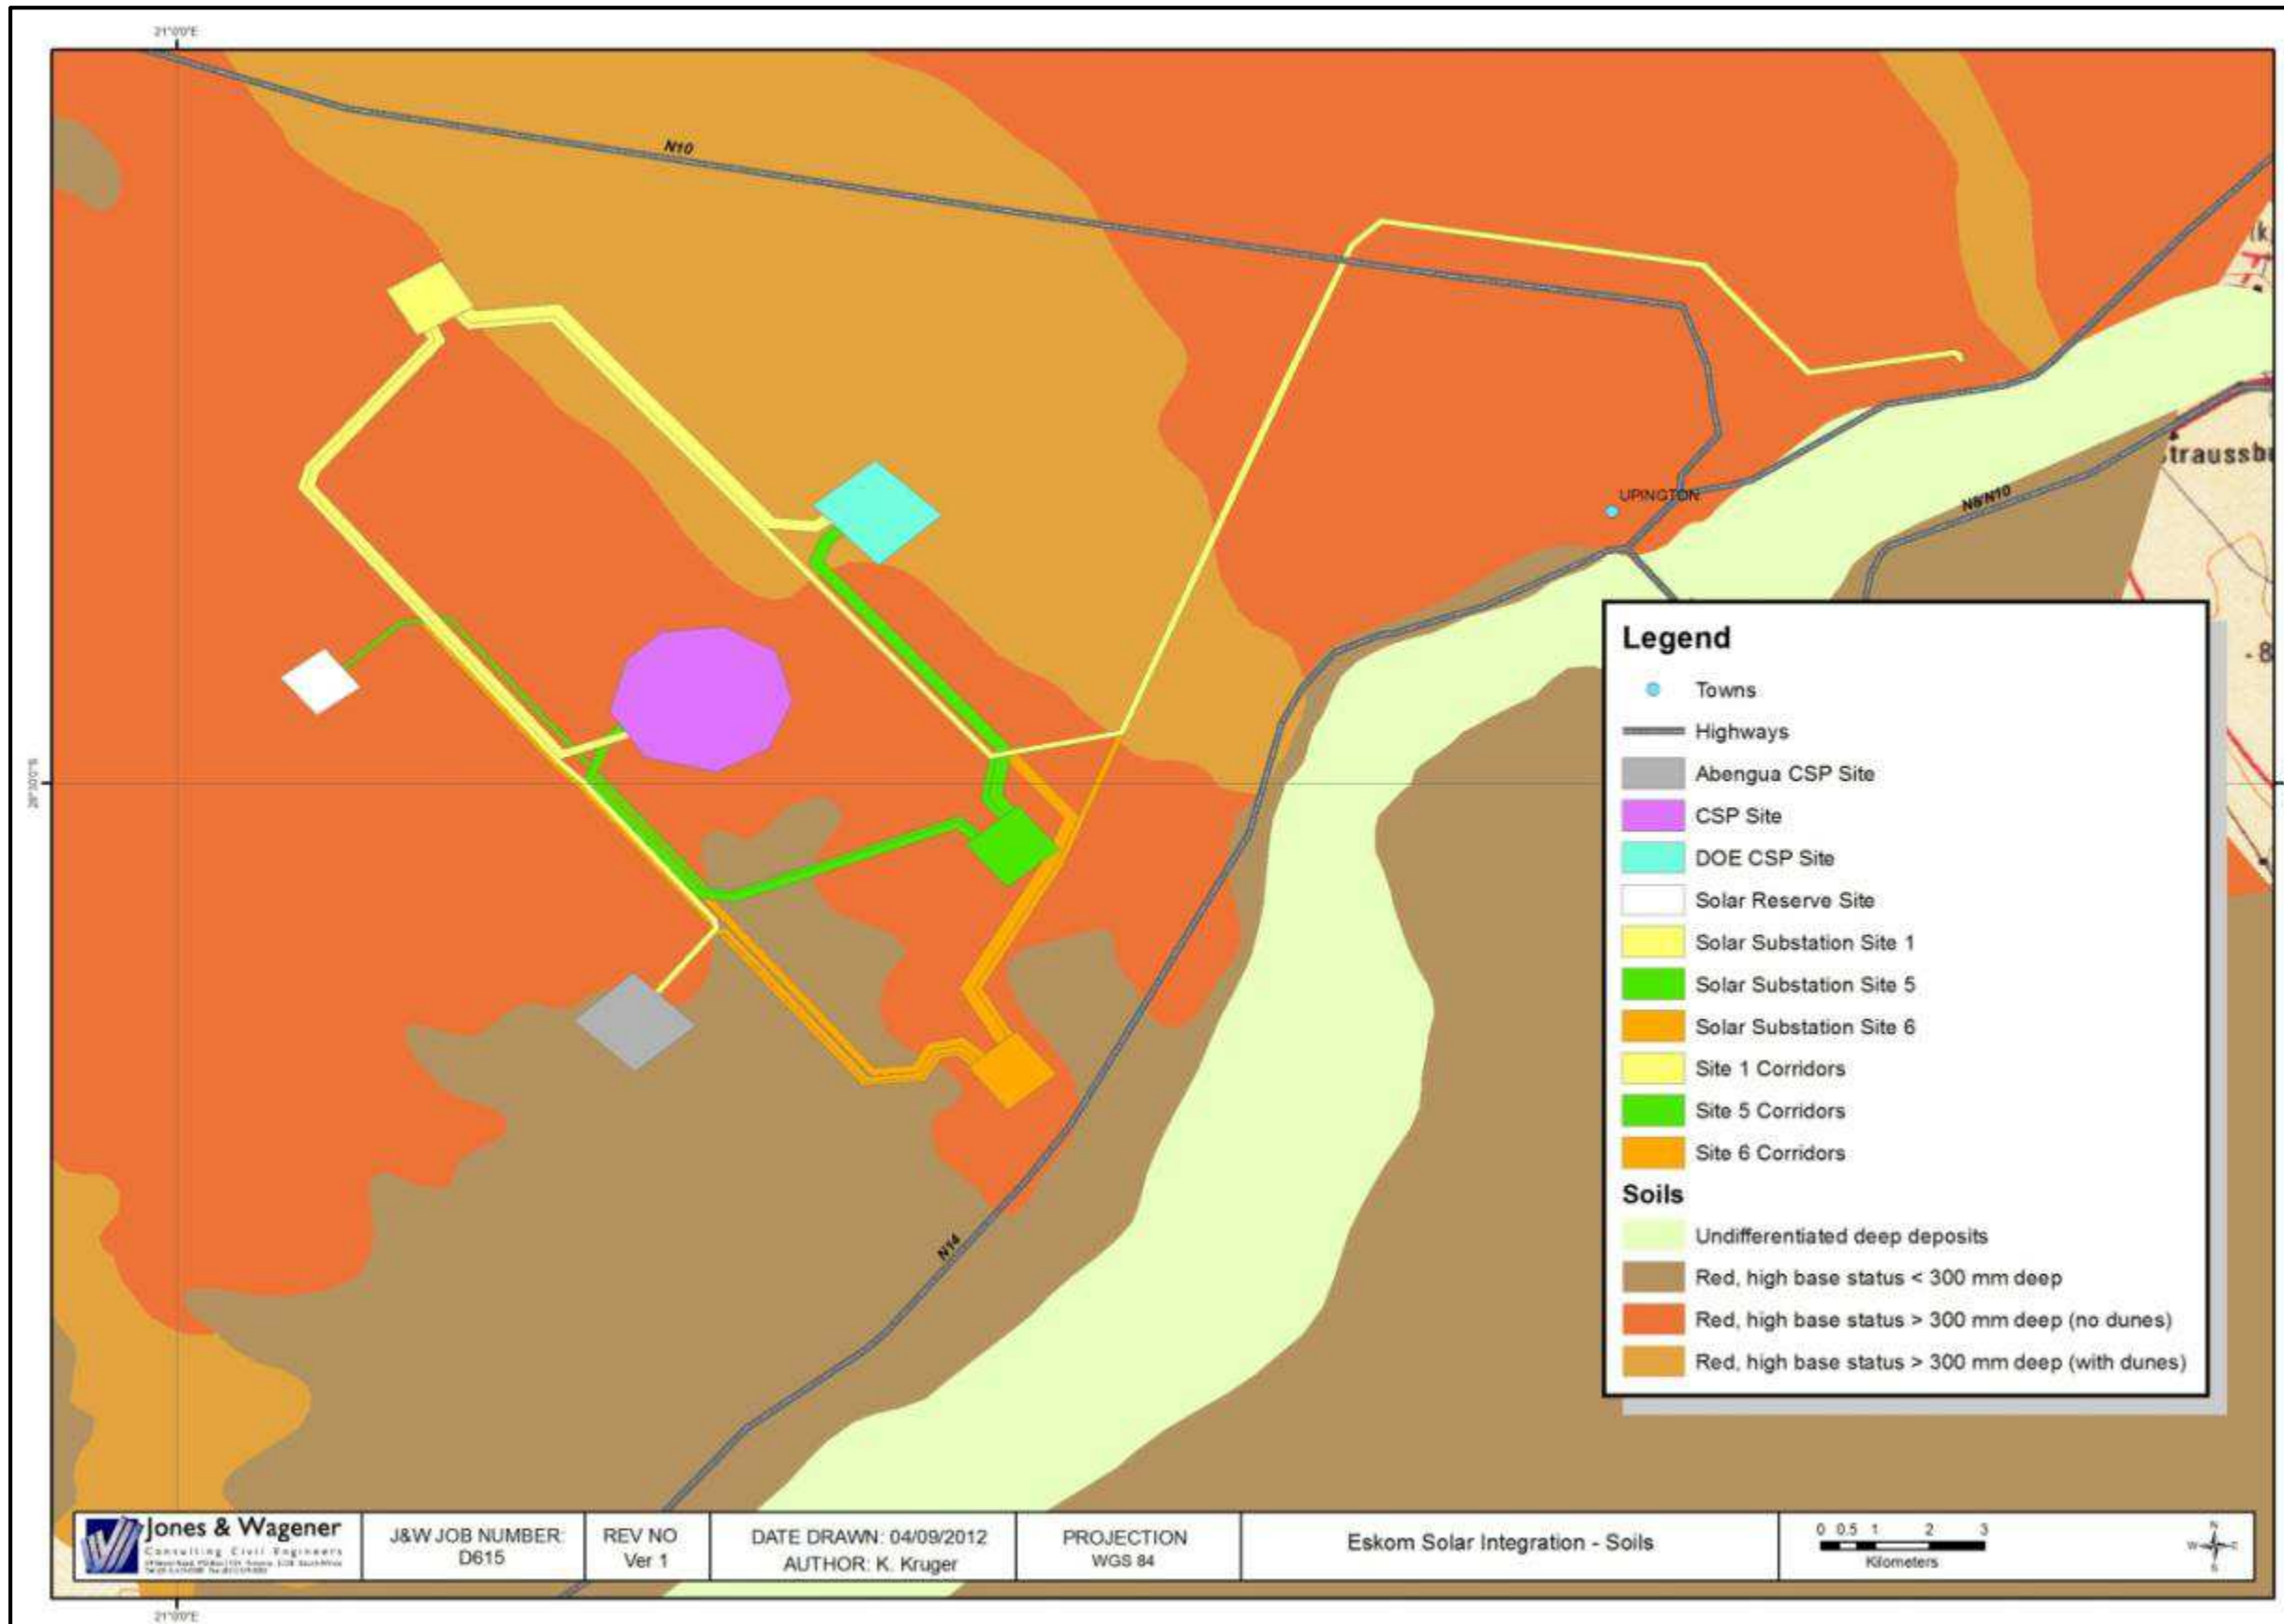 21°0'0"E
N10
UPINGTON
N8 N10
traussb
- 8
28°30'0"S
N14
Legend
Towns
Highways
Abengua CSP Site
CSP Site
DOE CSP Site
Solar Reserve Site
Solar Substation Site 1
Solar Substation Site 5
Solar Substation Site 6
Site 1 Corridors
Site 5 Corridors
Site 6 Corridors
Soils
Undifferentiated deep deposits
Red, high base status < 300 mm deep
Red, high base status > 300 mm deep (no dunes)
Red, high base status > 300 mm deep (with dunes)
Jones & Wagener
Consulting Civil Engineers
J&W JOB NUMBER:
D615
REV NO
Ver 1
DATE DRAWN: 04/09/2012
AUTHOR: K. Kruger
PROJECTION
WGS 84
Eskom Solar Integration - Soils
0 0.5 1 2 3
Kilometers
N
W E
S
21°0'0"E